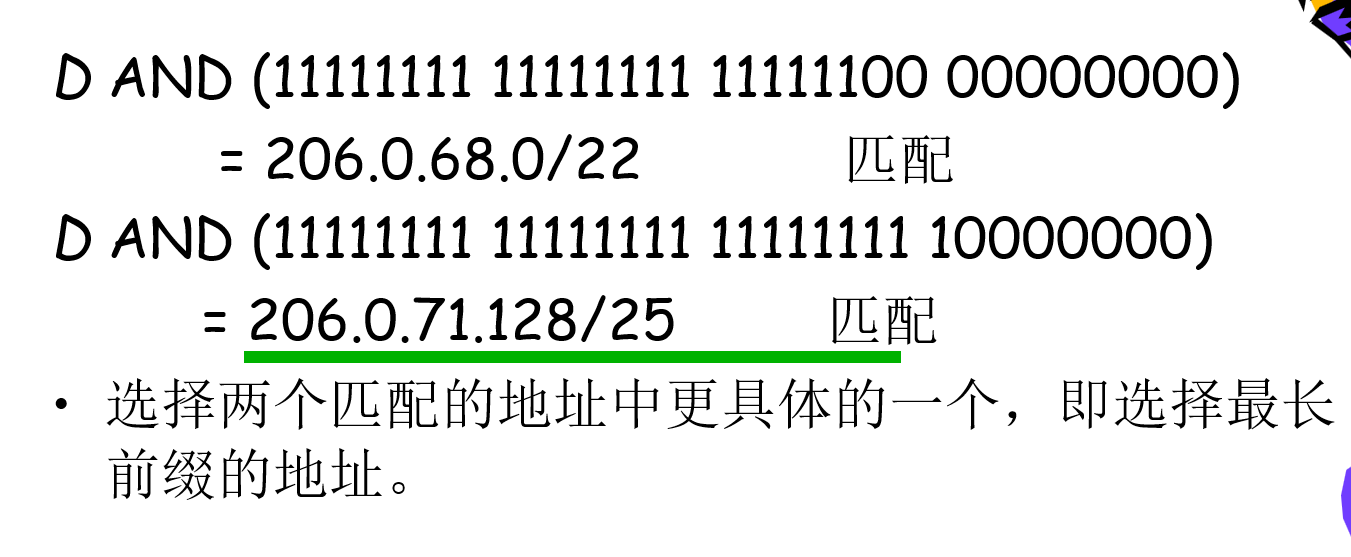 D AND (11111111 11111111 11111100 00000000)
= 206.0.68.0/22 匹配
D AND (11111111 11111111 11111111 10000000)
= 206.0.71.128/25 匹配
• 选择两个匹配的地址中更具体的一个，即选择最长
前缀的地址。